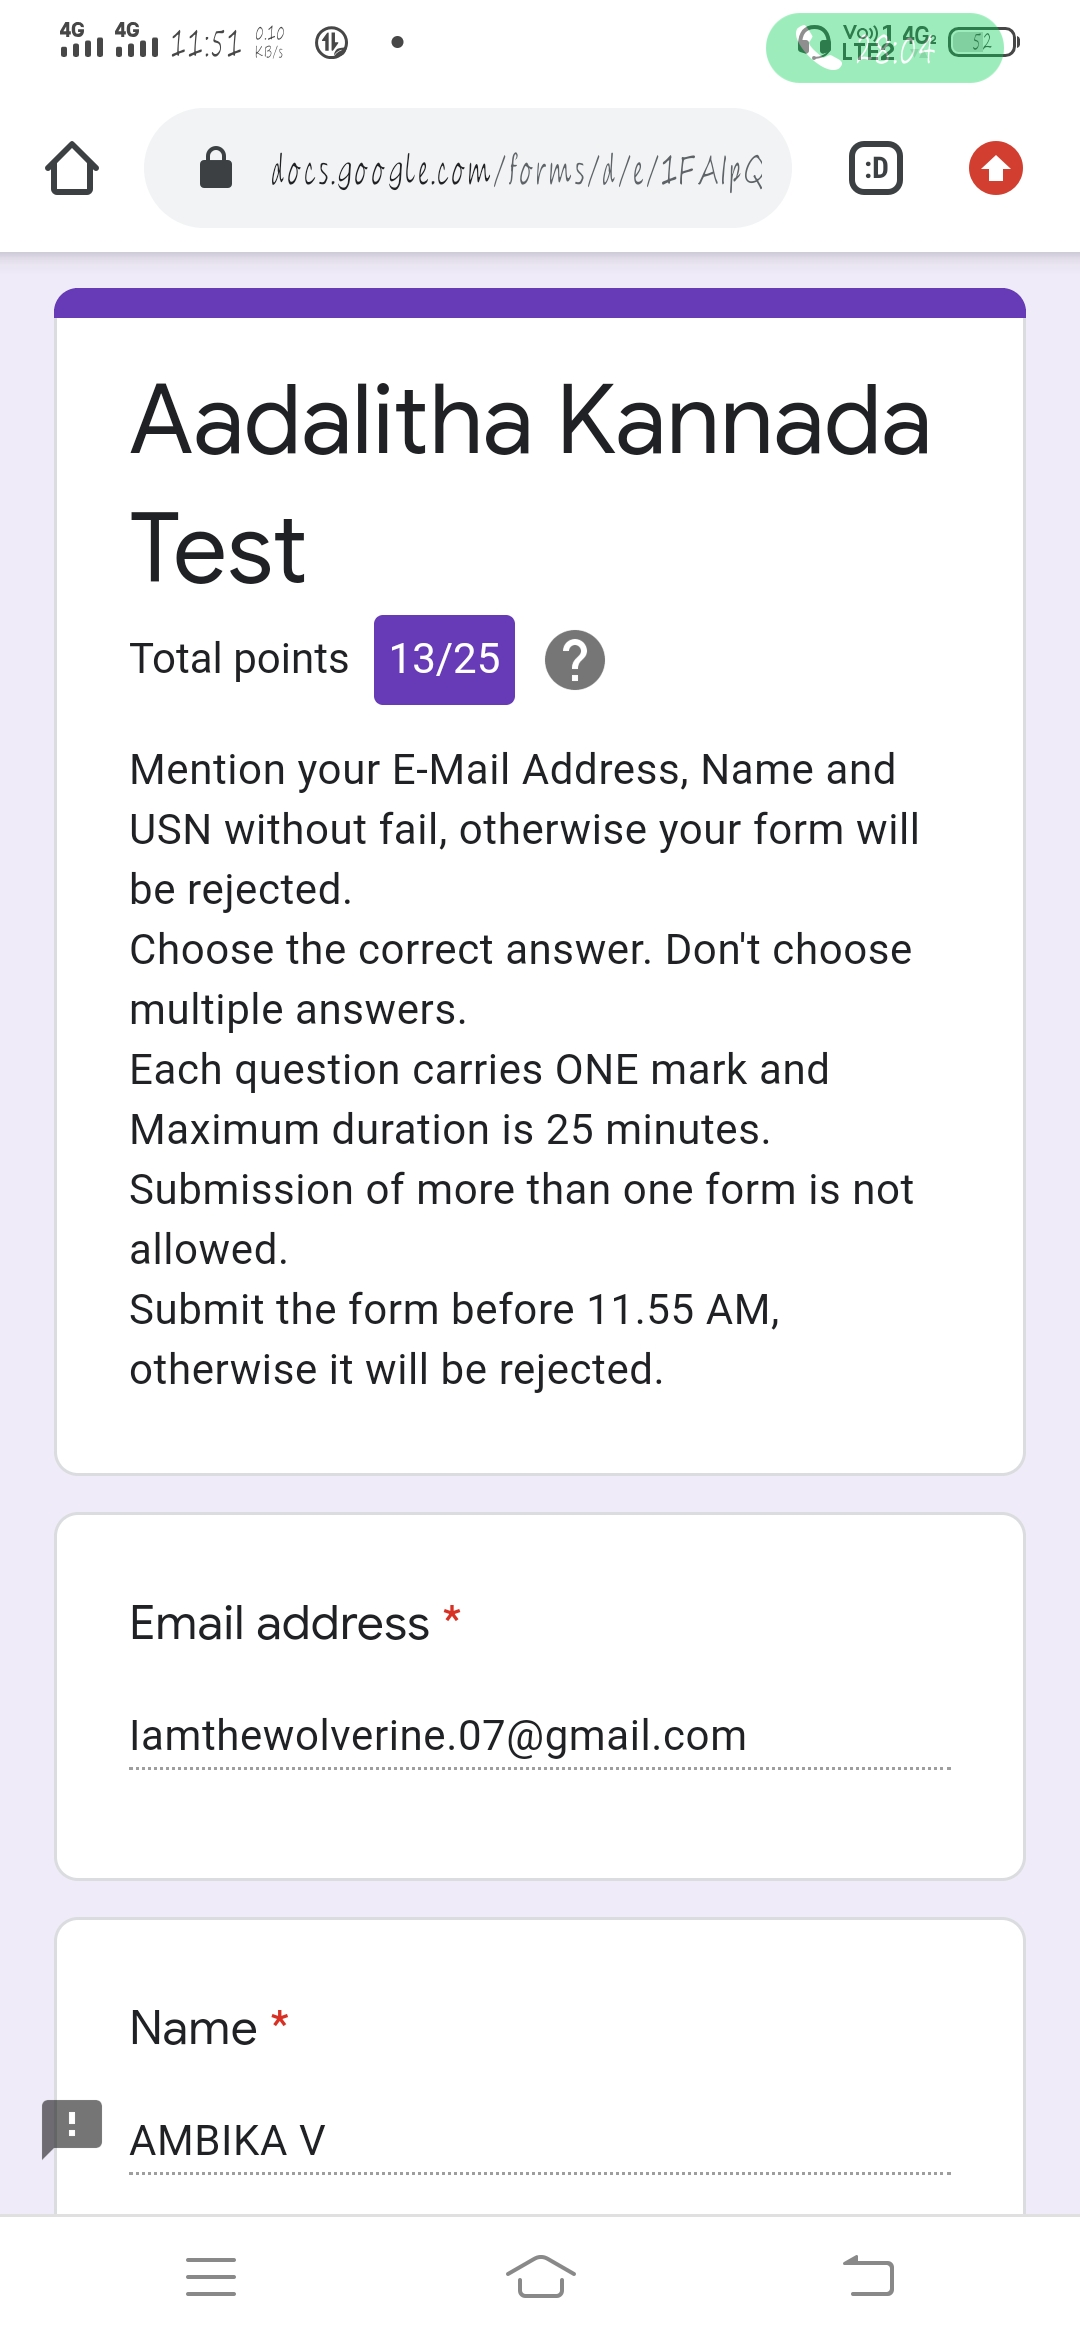 4G 4G 11:51 0.10 KB/s Vo)) 1 LTE2 4G2 52
docs.google.com/forms/d/e/1FAIpQ :D
Aadalitha Kannada
Test
Total points 13/25 ?
Mention your E-Mail Address, Name and
USN without fail, otherwise your form will
be rejected.
Choose the correct answer. Don't choose
multiple answers.
Each question carries ONE mark and
Maximum duration is 25 minutes.
Submission of more than one form is not
allowed.
Submit the form before 11.55 AM,
otherwise it will be rejected.
Email address *
Iamthewolverine.07@gmail.com
Name *
AMBIKA V